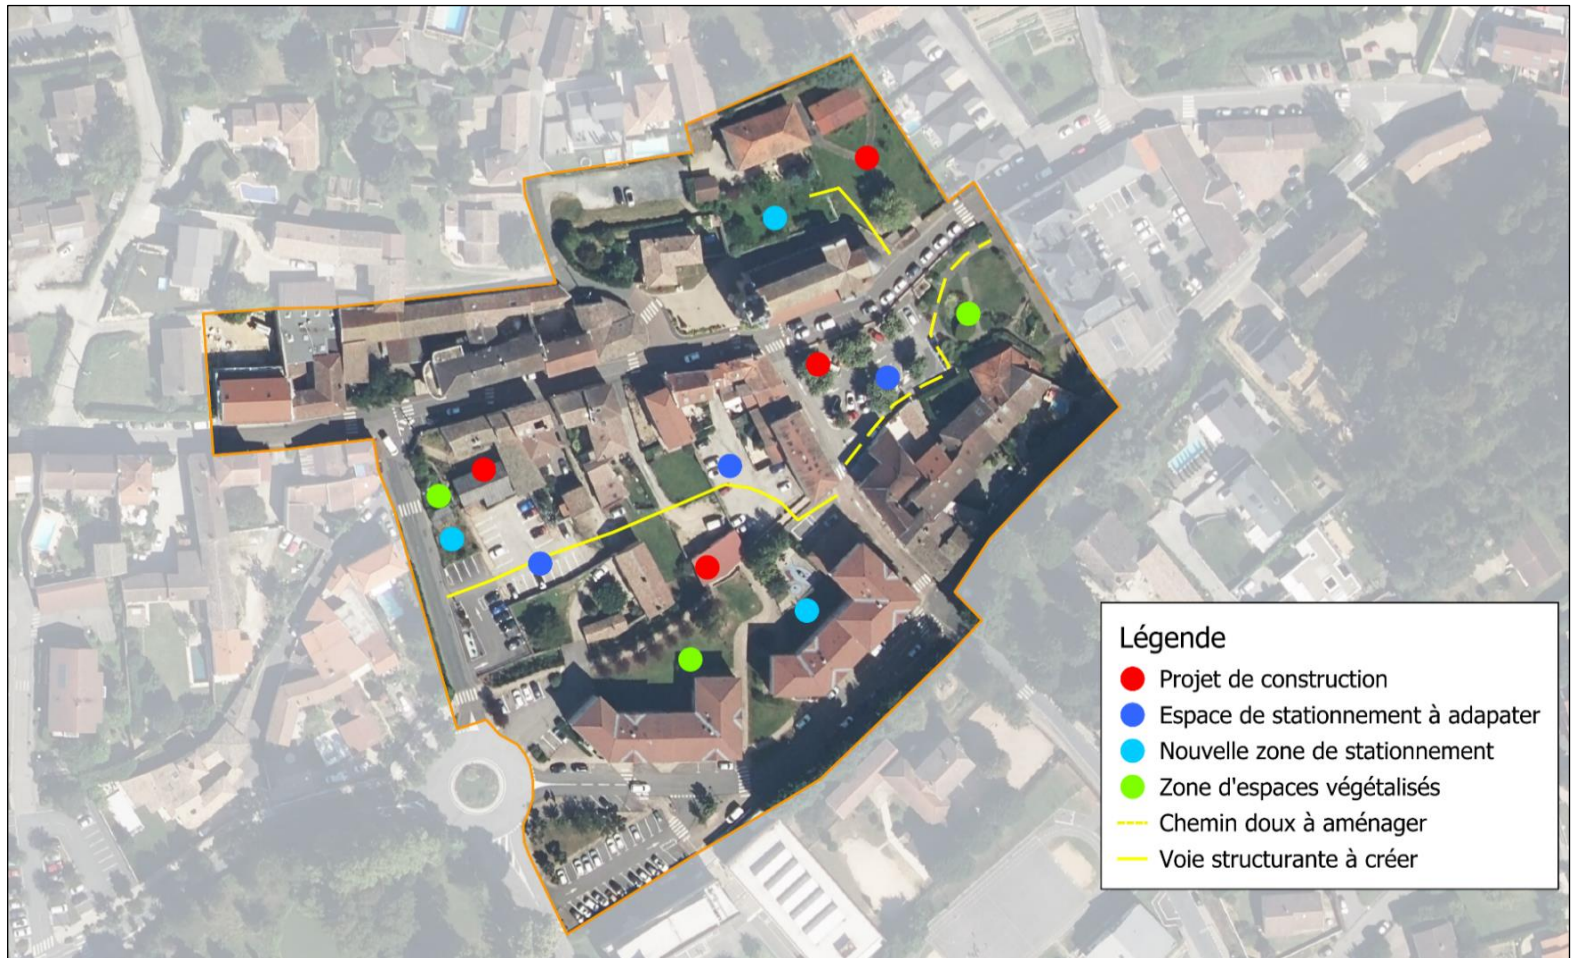 Légende
Projet de construction
Espace de stationnement à adapater
Nouvelle zone de stationnement
Zone d'espaces végétalisés
Chemin doux à aménager
Voie structurante à créer